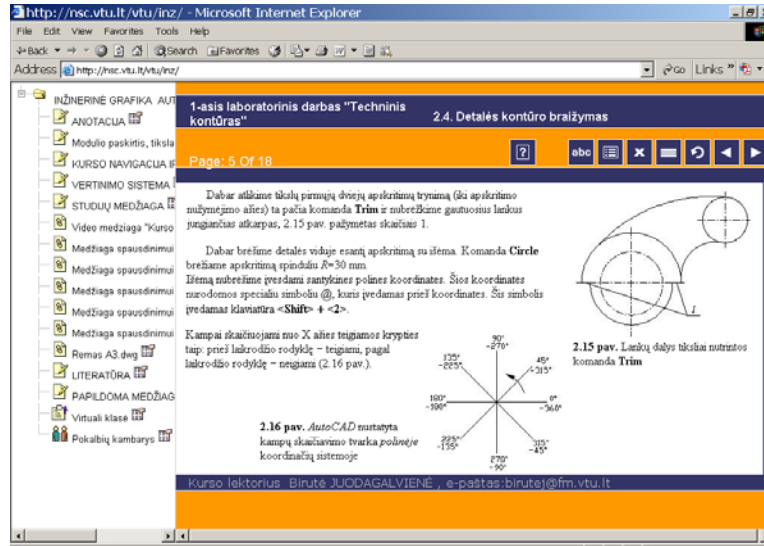 http://nsc.vtu.lt/vtu/inz/ - Microsoft Internet Explorer
File Edit View Favorites Tools Help
Back Search Favorites
Address http://nsc.vtu.lt/vtu/inz/ Go Links »
INŽINERINĖ GRAFIKA AUT
ANOTACIJA
Modulio paskirtis, tiksla
KURSO NAVIGACIJA IR
VERTINIMO SISTEMA
STUDIJŲ MEDŽIAGA
Video medziaga "Kurso
Medžiaga spausdinimui
Medžiaga spausdinimui
Medžiaga spausdinimui
Medžiaga spausdinimui
Medžiaga spausdinimui
Remas A3.dwg
LITERATŪRA
PAPILDOMA MEDŽIAG
Virtuali klasė
Pokalbių kambarys
1-asis laboratorinis darbas "Techninis
kontūras"
2.4. Detalės kontūro braižymas
Page: 5 Of 18
? abc
Dabar atlikime tikslų pirmųjų dviejų apskritimų trynimą (iki apskritimo
nužymėjimo ašies) ta pačia komanda Trim ir nubrėžkime gautuosius lankus
jungiančias atkarpas, 2.15 pav. pažymėtas skaičiais 1.
Dabar brėšime detalės viduje esantį apskritimą su išėma. Komanda Circle
brėžiame apskritimą spinduliu R=30 mm.
Išėmą nubrėšime įvesdami santykines polines koordinates. Šios koordinatės
nurodomos specialiu simboliu @, kuris įvedamas prieš koordinates. Šis simbolis
įvedamas klaviatūra <Shift> + <2>.
Kampai skaičiuojami nuo X ašies teigiamos krypties
taip: prieš laikrodžio rodyklę – teigiami, pagal
laikrodžio rodyklę – neigiami (2.16 pav.).
2.16 pav. AutoCAD nustatyta
kampų skaičiavimo tvarka polinėje
koordinačių sistemoje
90°
-270°
135°
-225°
45°
-315°
180°
-180°
0°
-360°
225°
-135°
315°
-45°
270°
-90°
1
2.15 pav. Lankų dalys tiksliai nutrintos
komanda Trim
Kurso lektorius Birutė JUODAGALVIENĖ , e-paštas:birutej@fm.vtu.lt